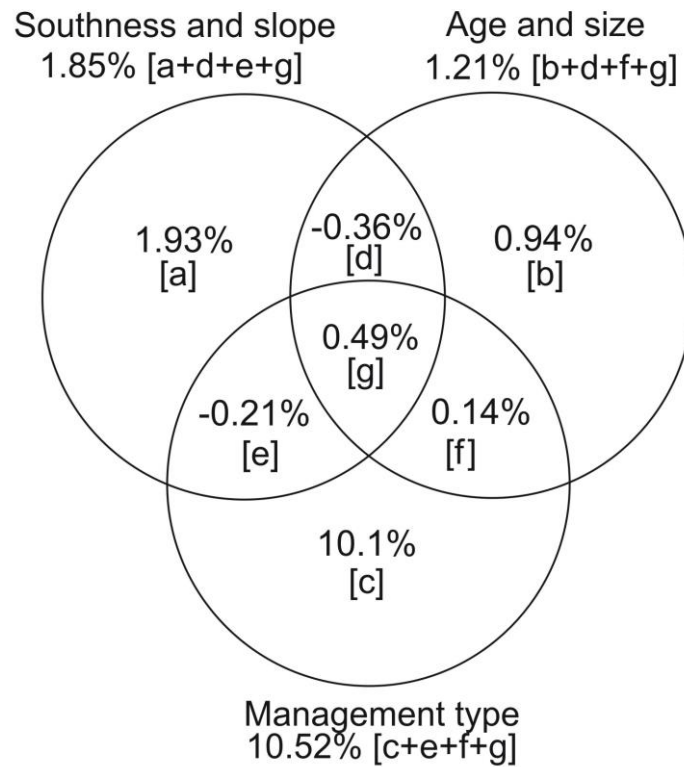 Southness and slope
1.85% [a+d+e+g]
Age and size
1.21% [b+d+f+g]
1.93%
[a]
-0.36%
[d]
0.94%
[b]
0.49%
[g]
-0.21%
[e]
0.14%
[f]
10.1%
[c]
Management type
10.52% [c+e+f+g]